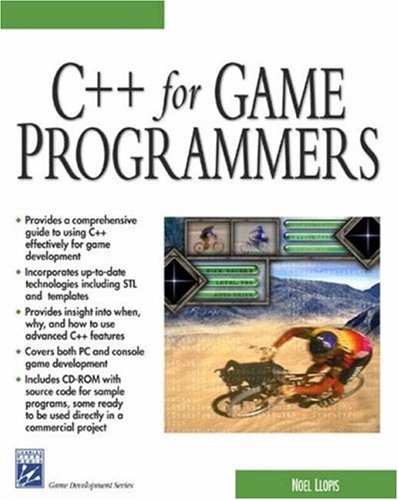 C++ for GAME
PROGRAMMERS
Provides a comprehensive
guide to using C++
effectively for game
development
Incorporates up-to-date
technologies including STL
and templates
Provides insight into when,
why, and how to use
advanced C++ features
Covers both PC and console
game development
Includes CD-ROM with
source code for sample
programs, some ready
to be used directly in a
commercial project
CHARLES
RIVER
MEDIA
Game Development Series
NOEL LLOPIS